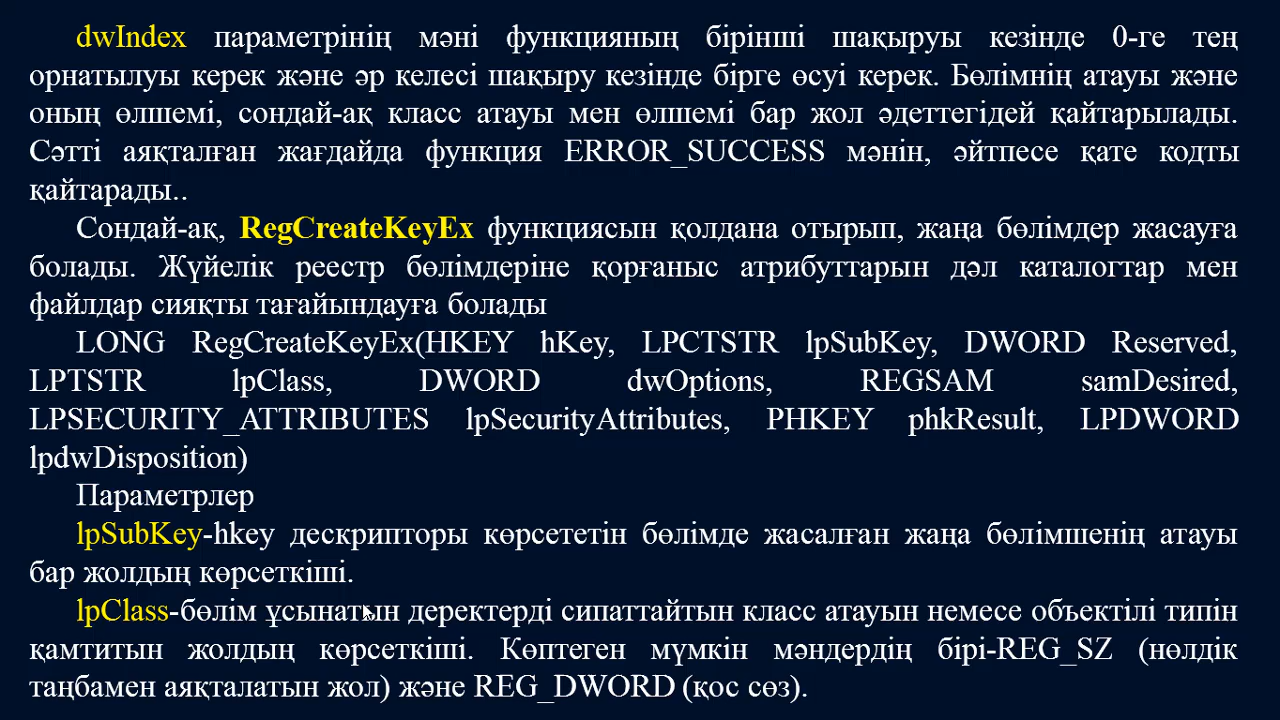 dwIndex параметрінің мәні функцияның бірінші шақыруы кезінде 0-ге тең
орнатылуы керек және әр келесі шақыру кезінде бірге өсуі керек. Бөлімнің атауы және
оның өлшемі, сондай-ақ класс атауы мен өлшемі бар жол әдеттегідей қайтарылады.
Сәтті аяқталған жағдайда функция ERROR_SUCCESS мәнін, әйтпесе қате кодты
қайтарады..
Сондай-ақ, RegCreateKeyEx функциясын қолдана отырып, жаңа бөлімдер жасауға
болады. Жүйелік реестр бөлімдеріне қорғаныс атрибуттарын дәл каталогтар мен
файлдар сияқты тағайындауға болады
LONG RegCreateKeyEx(HKEY hKey, LPCTSTR lpSubKey, DWORD Reserved,
LPTSTR lpClass, DWORD dwOptions, REGSAM samDesired,
LPSECURITY_ATTRIBUTES lpSecurityAttributes, PHKEY phkResult, LPDWORD
lpdwDisposition)
Параметрлер
lpSubKey-hkey дескрипторы көрсететін бөлімде жасалған жаңа бөлімшенің атауы
бар жолдың көрсеткіші.
lpClass-бөлім ұсынатын деректерді сипаттайтын класс атауын немесе объектілі типін
қамтитын жолдың көрсеткіші. Көптеген мүмкін мәндердің бірі-REG_SZ (нөлдік
таңбамен аяқталатын жол) және REG_DWORD (қос сөз).